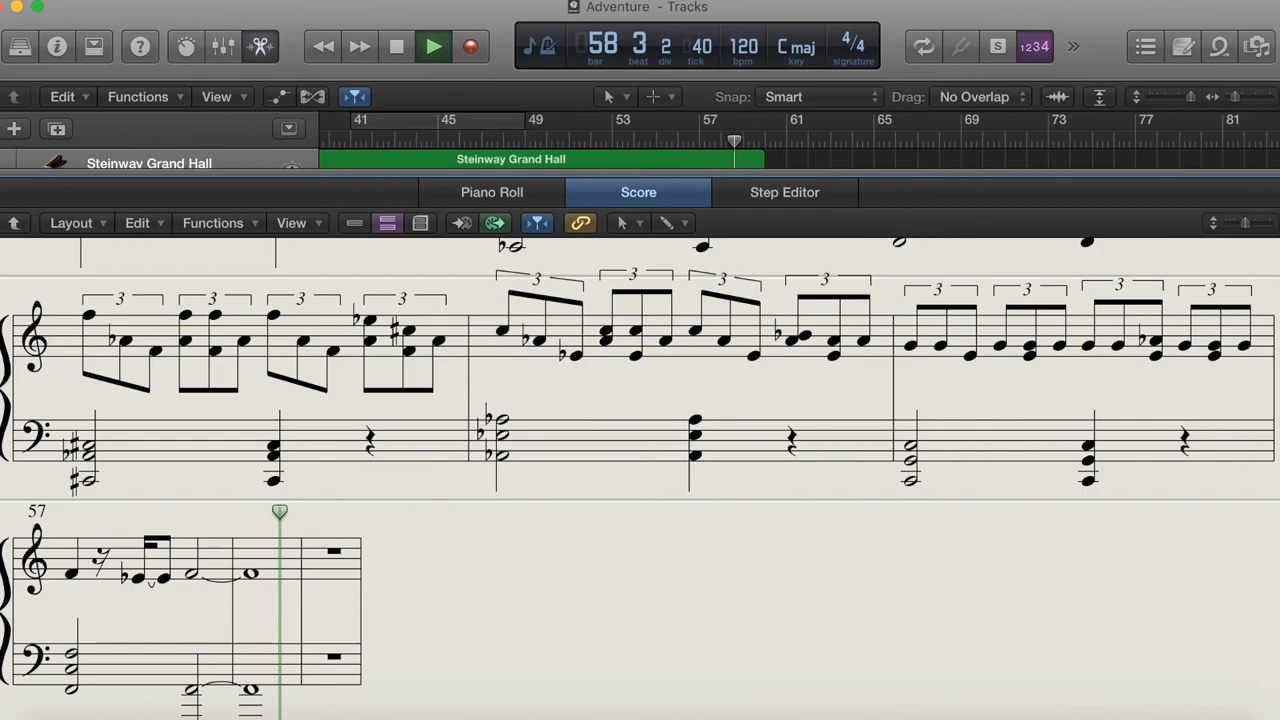 Adventure - Tracks
58 3 2 40 120 C maj 4/4
bar beat div tick bpm key signature
S 1234
Edit Functions View Snap: Smart Drag: No Overlap
41 45 49 53 57 61 65 69 73 77 81
Steinway Grand Hall Steinway Grand Hall
Piano Roll Score Step Editor
Layout Edit Functions View
3 3 3 3 3 3 3 3 3 3 3 3
57